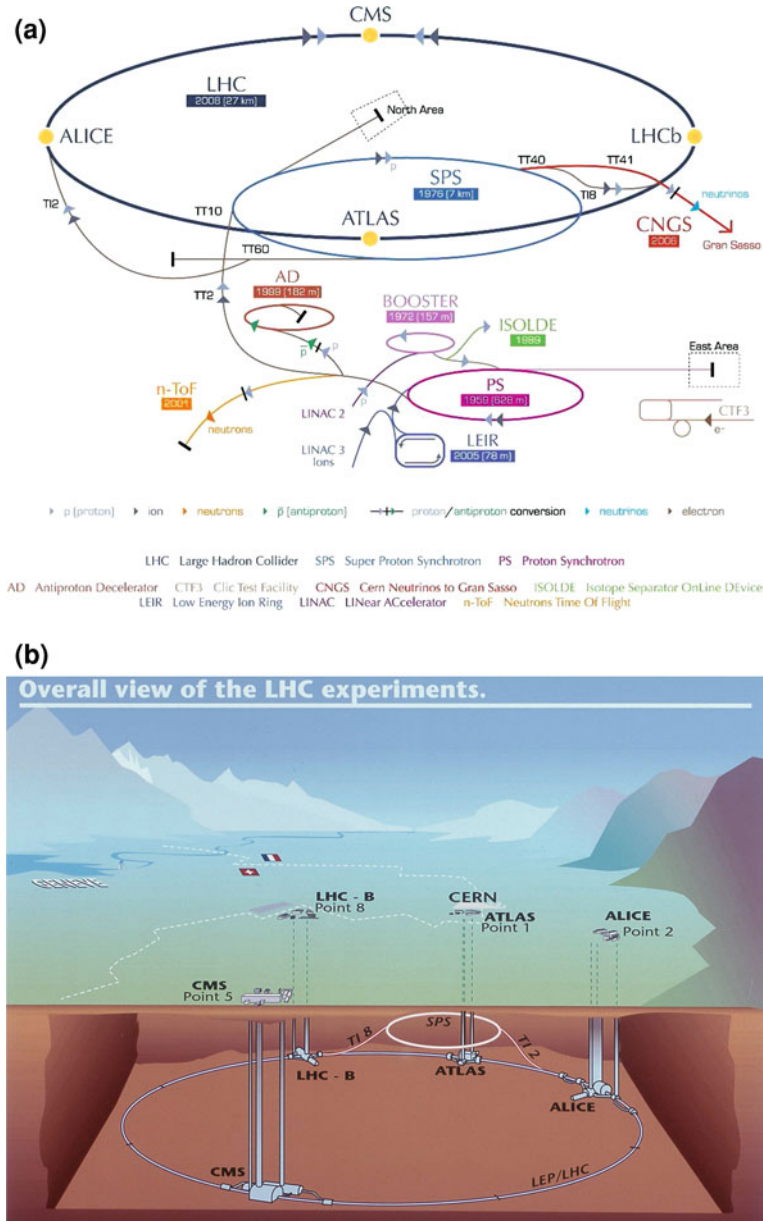 (a)
CMS
LHC
2008 (27 km)
North Area
ALICE
LHCb
TT40
TT41
SPS
1976 (7 km)
TI8
neutrinos
TI2
TT10
CNGS
2006
Gran Sasso
ATLAS
TT60
AD
1999 (182 m)
TT2
BOOSTER
1972 (157 m)
ISOLDE
1989
East Area
p
p
p̄
p
n-ToF
2001
PS
1959 (628 m)
LINAC 2
neutrons
CTF3
e-
LEIR
2005 (78 m)
LINAC 3
Ions
p (proton) ion neutrons p̄ (antiproton) proton/antiproton conversion neutrinos electron
LHC Large Hadron Collider SPS Super Proton Synchrotron PS Proton Synchrotron
AD Antiproton Decelerator CTF3 Clic Test Facility CNGS Cern Neutrinos to Gran Sasso ISOLDE Isotope Separator OnLine DEvice
LEIR Low Energy Ion Ring LINAC LINear ACcelerator n-ToF Neutrons Time Of Flight
(b)
Overall view of the LHC experiments.
GENEVE
LHC - B
Point 8
CERN
ATLAS
Point 1
ALICE
Point 2
CMS
Point 5
SPS
TI 8
TI 2
LHC - B
ATLAS
ALICE
CMS
LEP/LHC